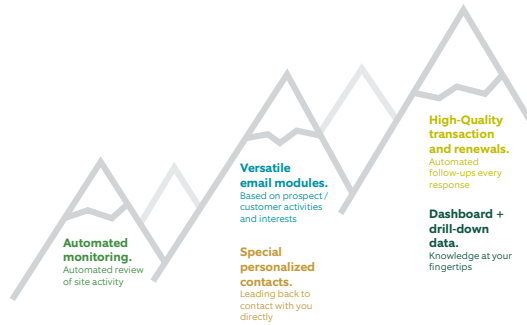 Automated
monitoring.
Automated review
of site activity
Versatile
email modules.
Based on prospect /
customer activities
and interests
Special
personalized
contacts.
Leading back to
contact with you
directly
High-Quality
transaction
and renewals.
Automated
follow-ups every
response
Dashboard +
drill-down
data.
Knowledge at your
fingertips